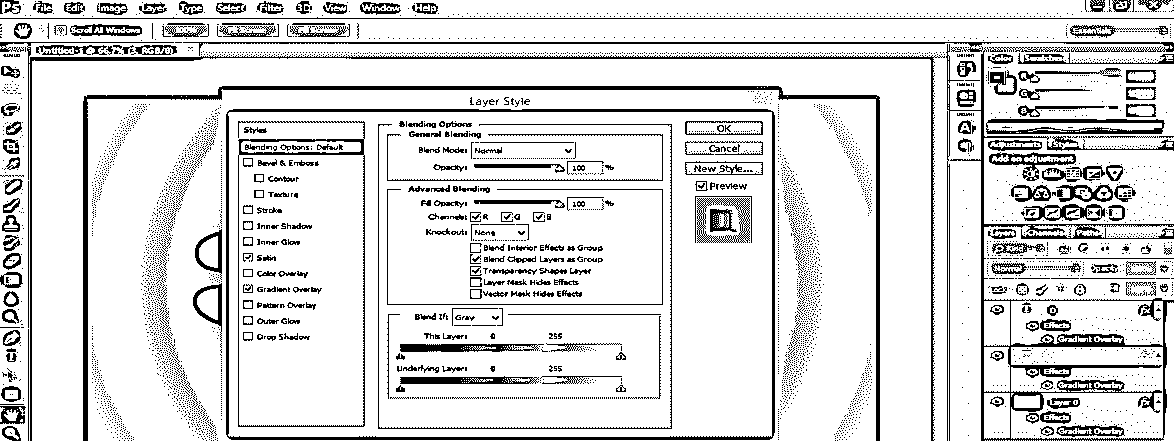 Ps File Edit Image Layer Type Select Filter 3D View Window Help
Scroll All Windows
Essentials
Untitled-1 @ 66.7% (3, RGB/8)
Layer Style
Styles
Blending Options: Default
Bevel & Emboss
Contour
Texture
Stroke
Inner Shadow
Inner Glow
Satin
Color Overlay
Gradient Overlay
Pattern Overlay
Outer Glow
Drop Shadow
Blending Options
General Blending
Blend Mode: Normal
Opacity: 100 %
Advanced Blending
Fill Opacity: 100 %
Channels: R G B
Knockout: None
Blend Interior Effects as Group
Blend Clipped Layers as Group
Transparency Shapes Layer
Layer Mask Hides Effects
Vector Mask Hides Effects
Blend If: Gray
This Layer: 0 255
Underlying Layer: 0 255
OK
Cancel
New Style...
Preview
Color Swatches
R
G
B
Adjustments Styles
Add an adjustment
Layers Channels Paths
Normal Opacity:
Effects
Gradient Overlay
Effects
Gradient Overlay
Layer 0
Effects
Gradient Overlay